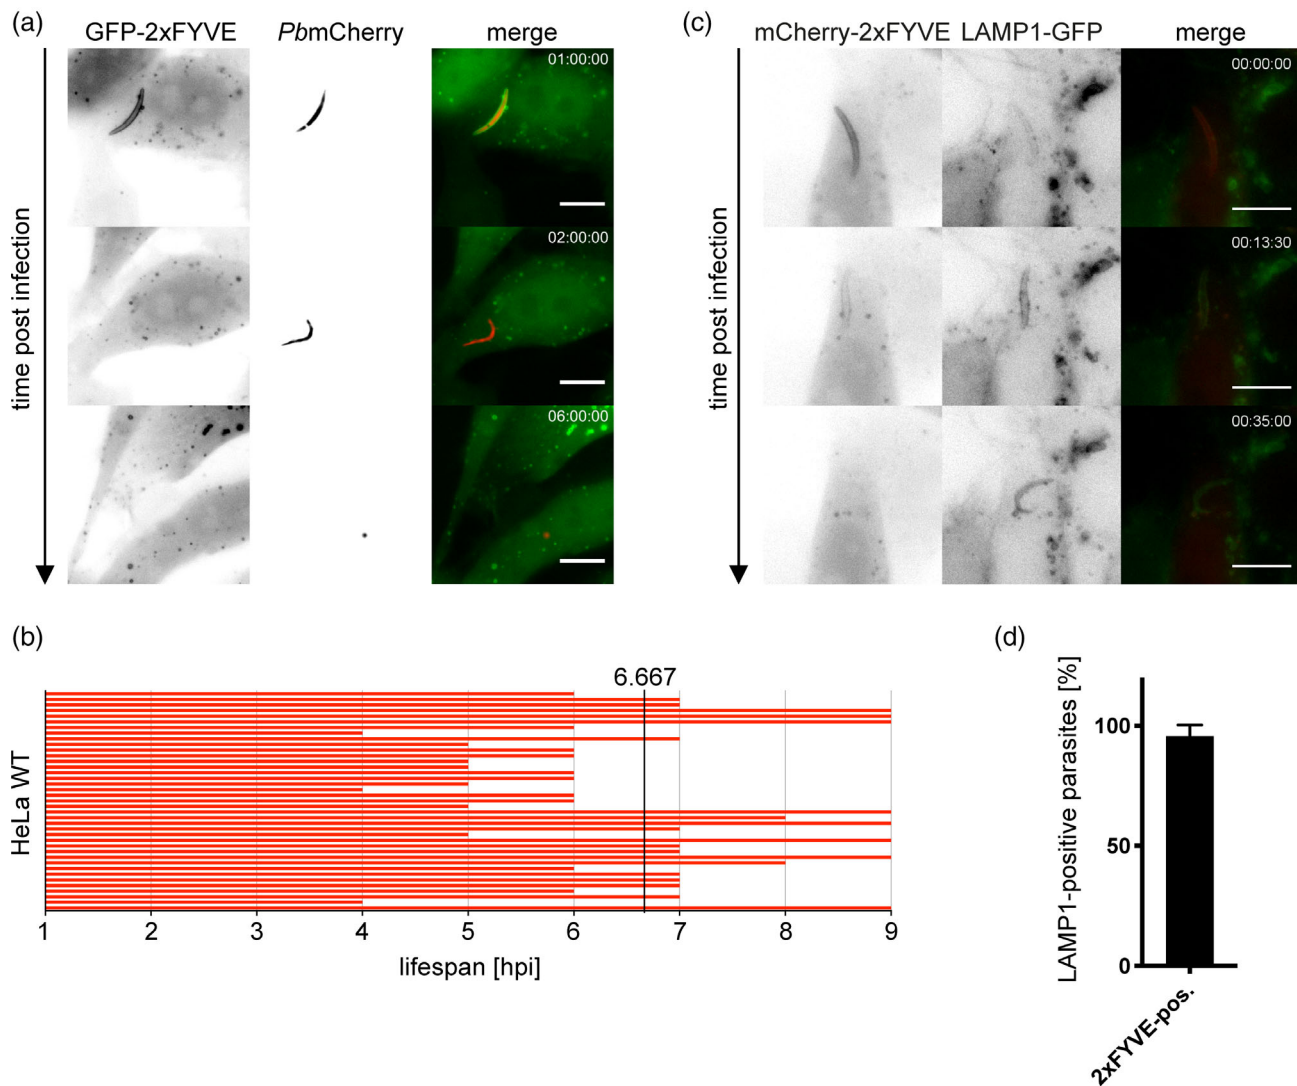 (a)
GFP-2xFYVE PbmCherry merge
time post infection
01:00:00
02:00:00
06:00:00
(c)
mCherry-2xFYVE LAMP1-GFP merge
time post infection
00:00:00
00:13:30
00:35:00
(b)
6.667
HeLa WT
1 2 3 4 5 6 7 8 9
lifespan [hpi]
(d)
LAMP1-positive parasites [%]
100
50
0
2xFYVE-pos.